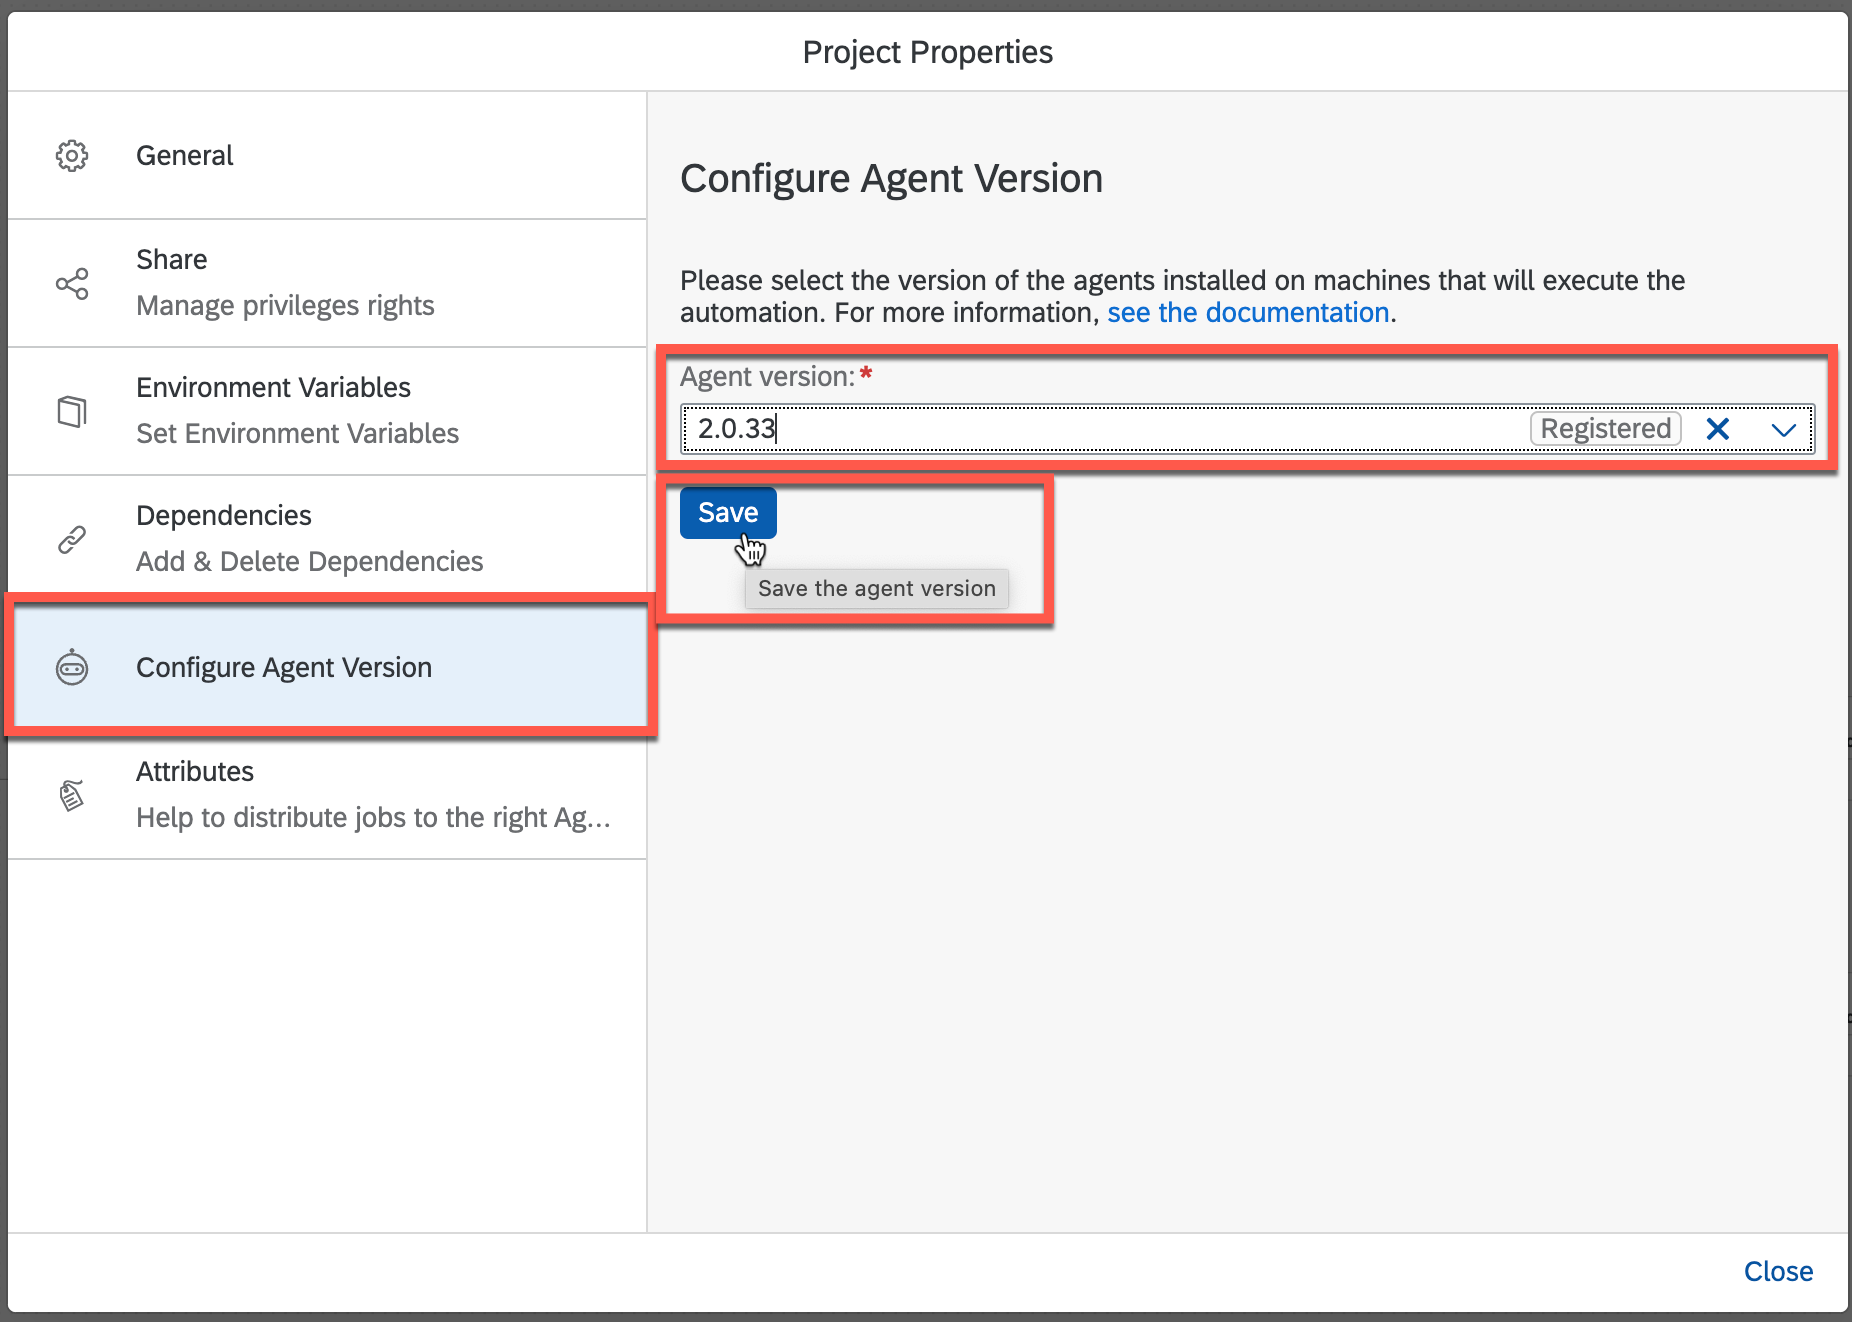 Project Properties
General
Share
Manage privileges rights
Environment Variables
Set Environment Variables
Dependencies
Add & Delete Dependencies
Configure Agent Version
Attributes
Help to distribute jobs to the right Ag...
Configure Agent Version
Please select the version of the agents installed on machines that will execute the
automation. For more information, see the documentation.
Agent version:*
2.0.33 Registered
Save
Save the agent version
Close